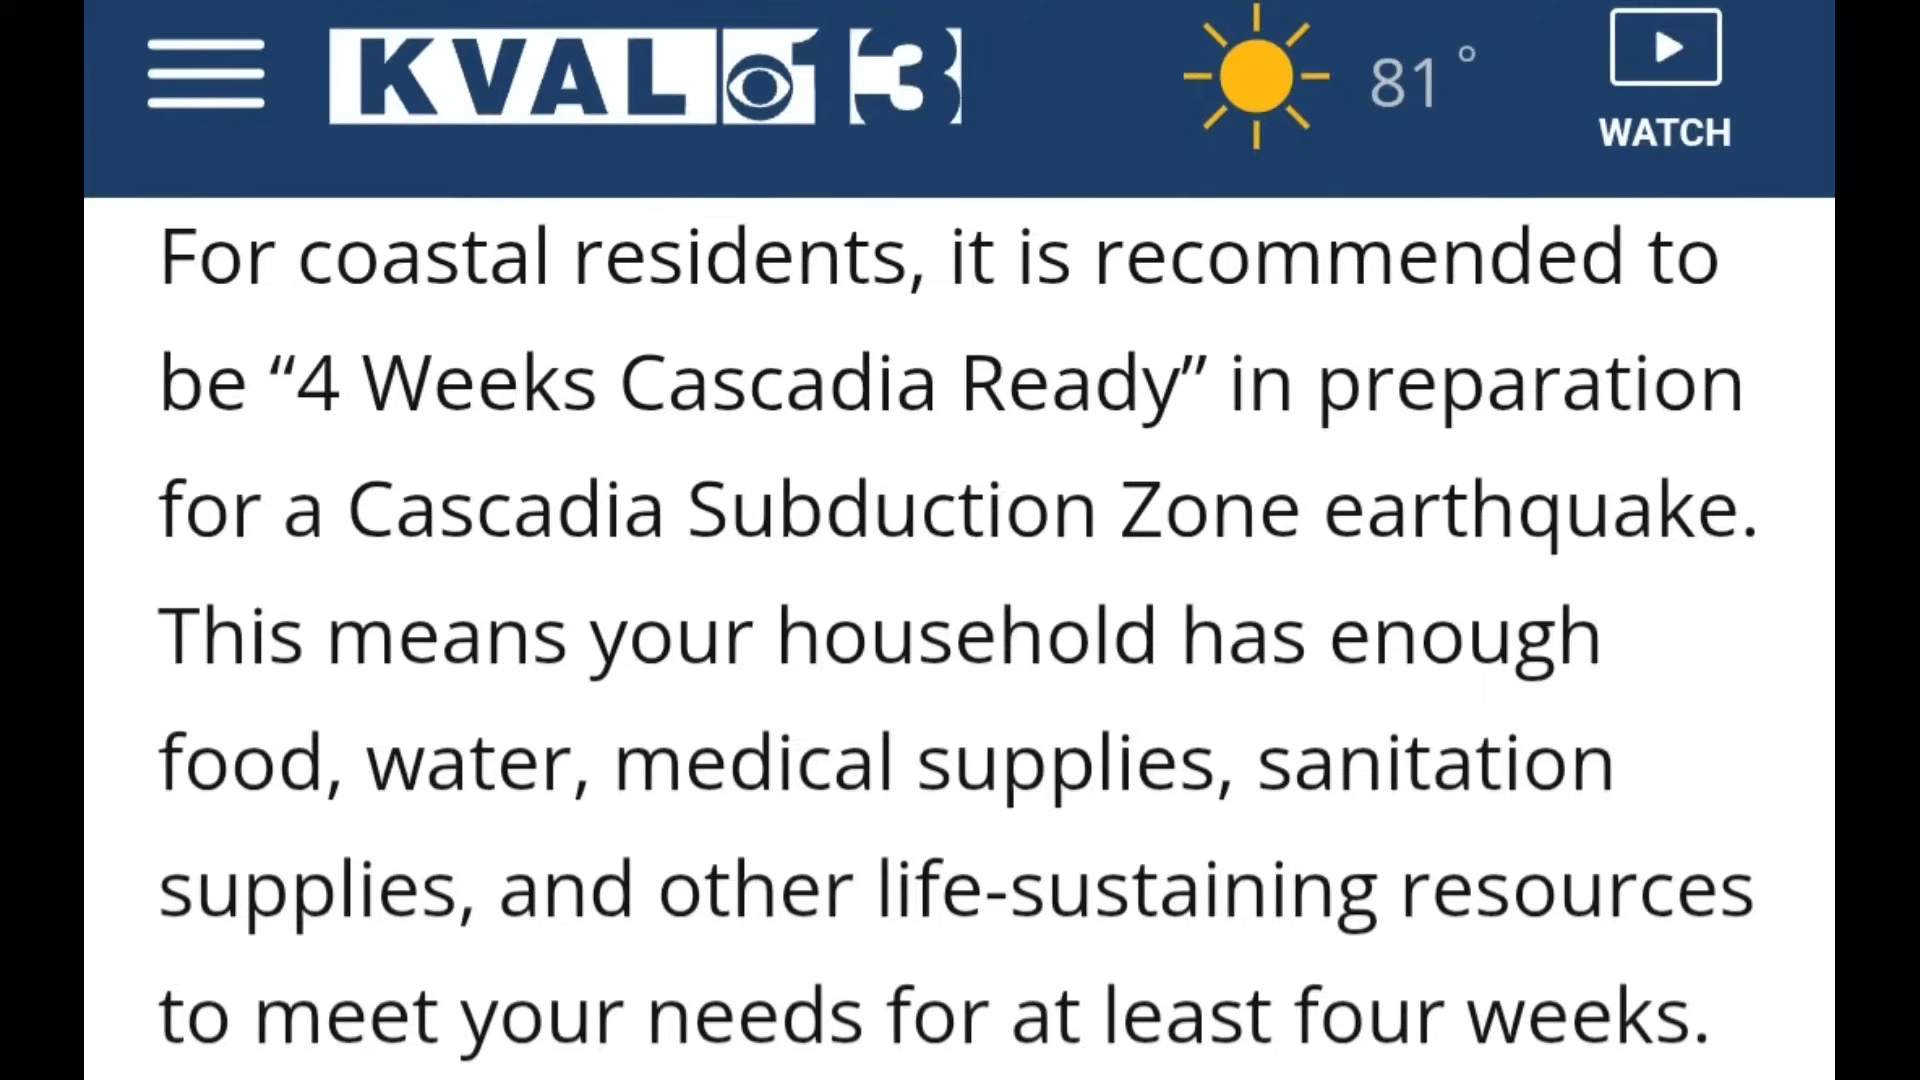 KVAL 13
81°
WATCH
For coastal residents, it is recommended to
be “4 Weeks Cascadia Ready” in preparation
for a Cascadia Subduction Zone earthquake.
This means your household has enough
food, water, medical supplies, sanitation
supplies, and other life-sustaining resources
to meet your needs for at least four weeks.